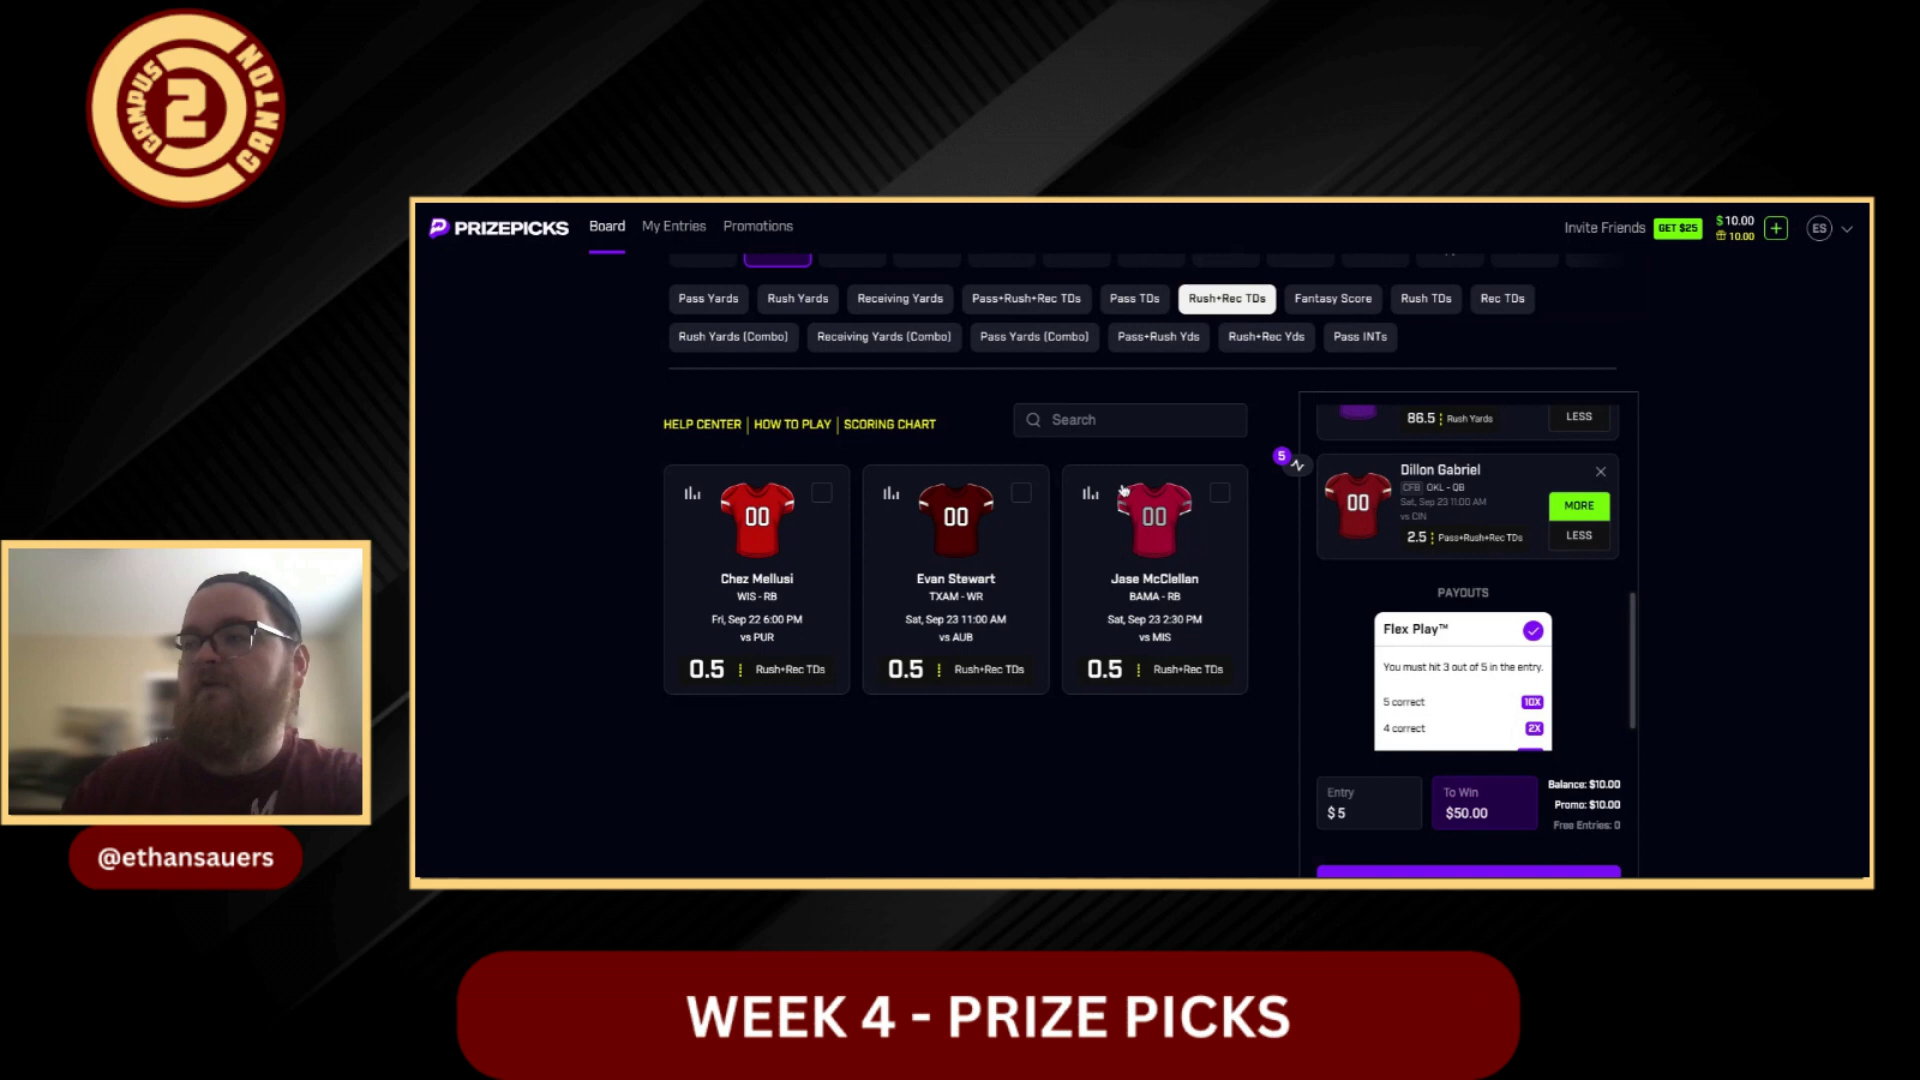 CAMPUS
2
CANTON
PRIZEPICKS
Board
My Entries
Promotions
Invite Friends
GET $25
$10.00
10.00
+
ES
Pass Yards
Rush Yards
Receiving Yards
Pass+Rush+Rec TDs
Pass TDs
Rush+Rec TDs
Fantasy Score
Rush TDs
Rec TDs
Rush Yards (Combo)
Receiving Yards (Combo)
Pass Yards (Combo)
Pass+Rush Yds
Rush+Rec Yds
Pass INTs
HELP CENTER | HOW TO PLAY | SCORING CHART
Search
00
Chez Mellusi
WIS - RB
Fri, Sep 22 6:00 PM
vs PUR
0.5
Rush+Rec TDs
00
Evan Stewart
TXAM - WR
Sat, Sep 23 11:00 AM
vs AUB
0.5
Rush+Rec TDs
00
Jase McClellan
BAMA - RB
Sat, Sep 23 2:30 PM
vs MIS
0.5
Rush+Rec TDs
5
86.5
Rush Yards
LESS
00
Dillon Gabriel
CFB OKL - QB
Sat, Sep 23 11:00 AM
vs CIN
2.5
Pass+Rush+Rec TDs
MORE
LESS
PAYOUTS
Flex Play™
You must hit 3 out of 5 in the entry.
5 correct
10X
4 correct
2X
Entry
$5
To Win
$50.00
Balance: $10.00
Promo: $10.00
Free Entries: 0
@ethansauers
WEEK 4 - PRIZE PICKS